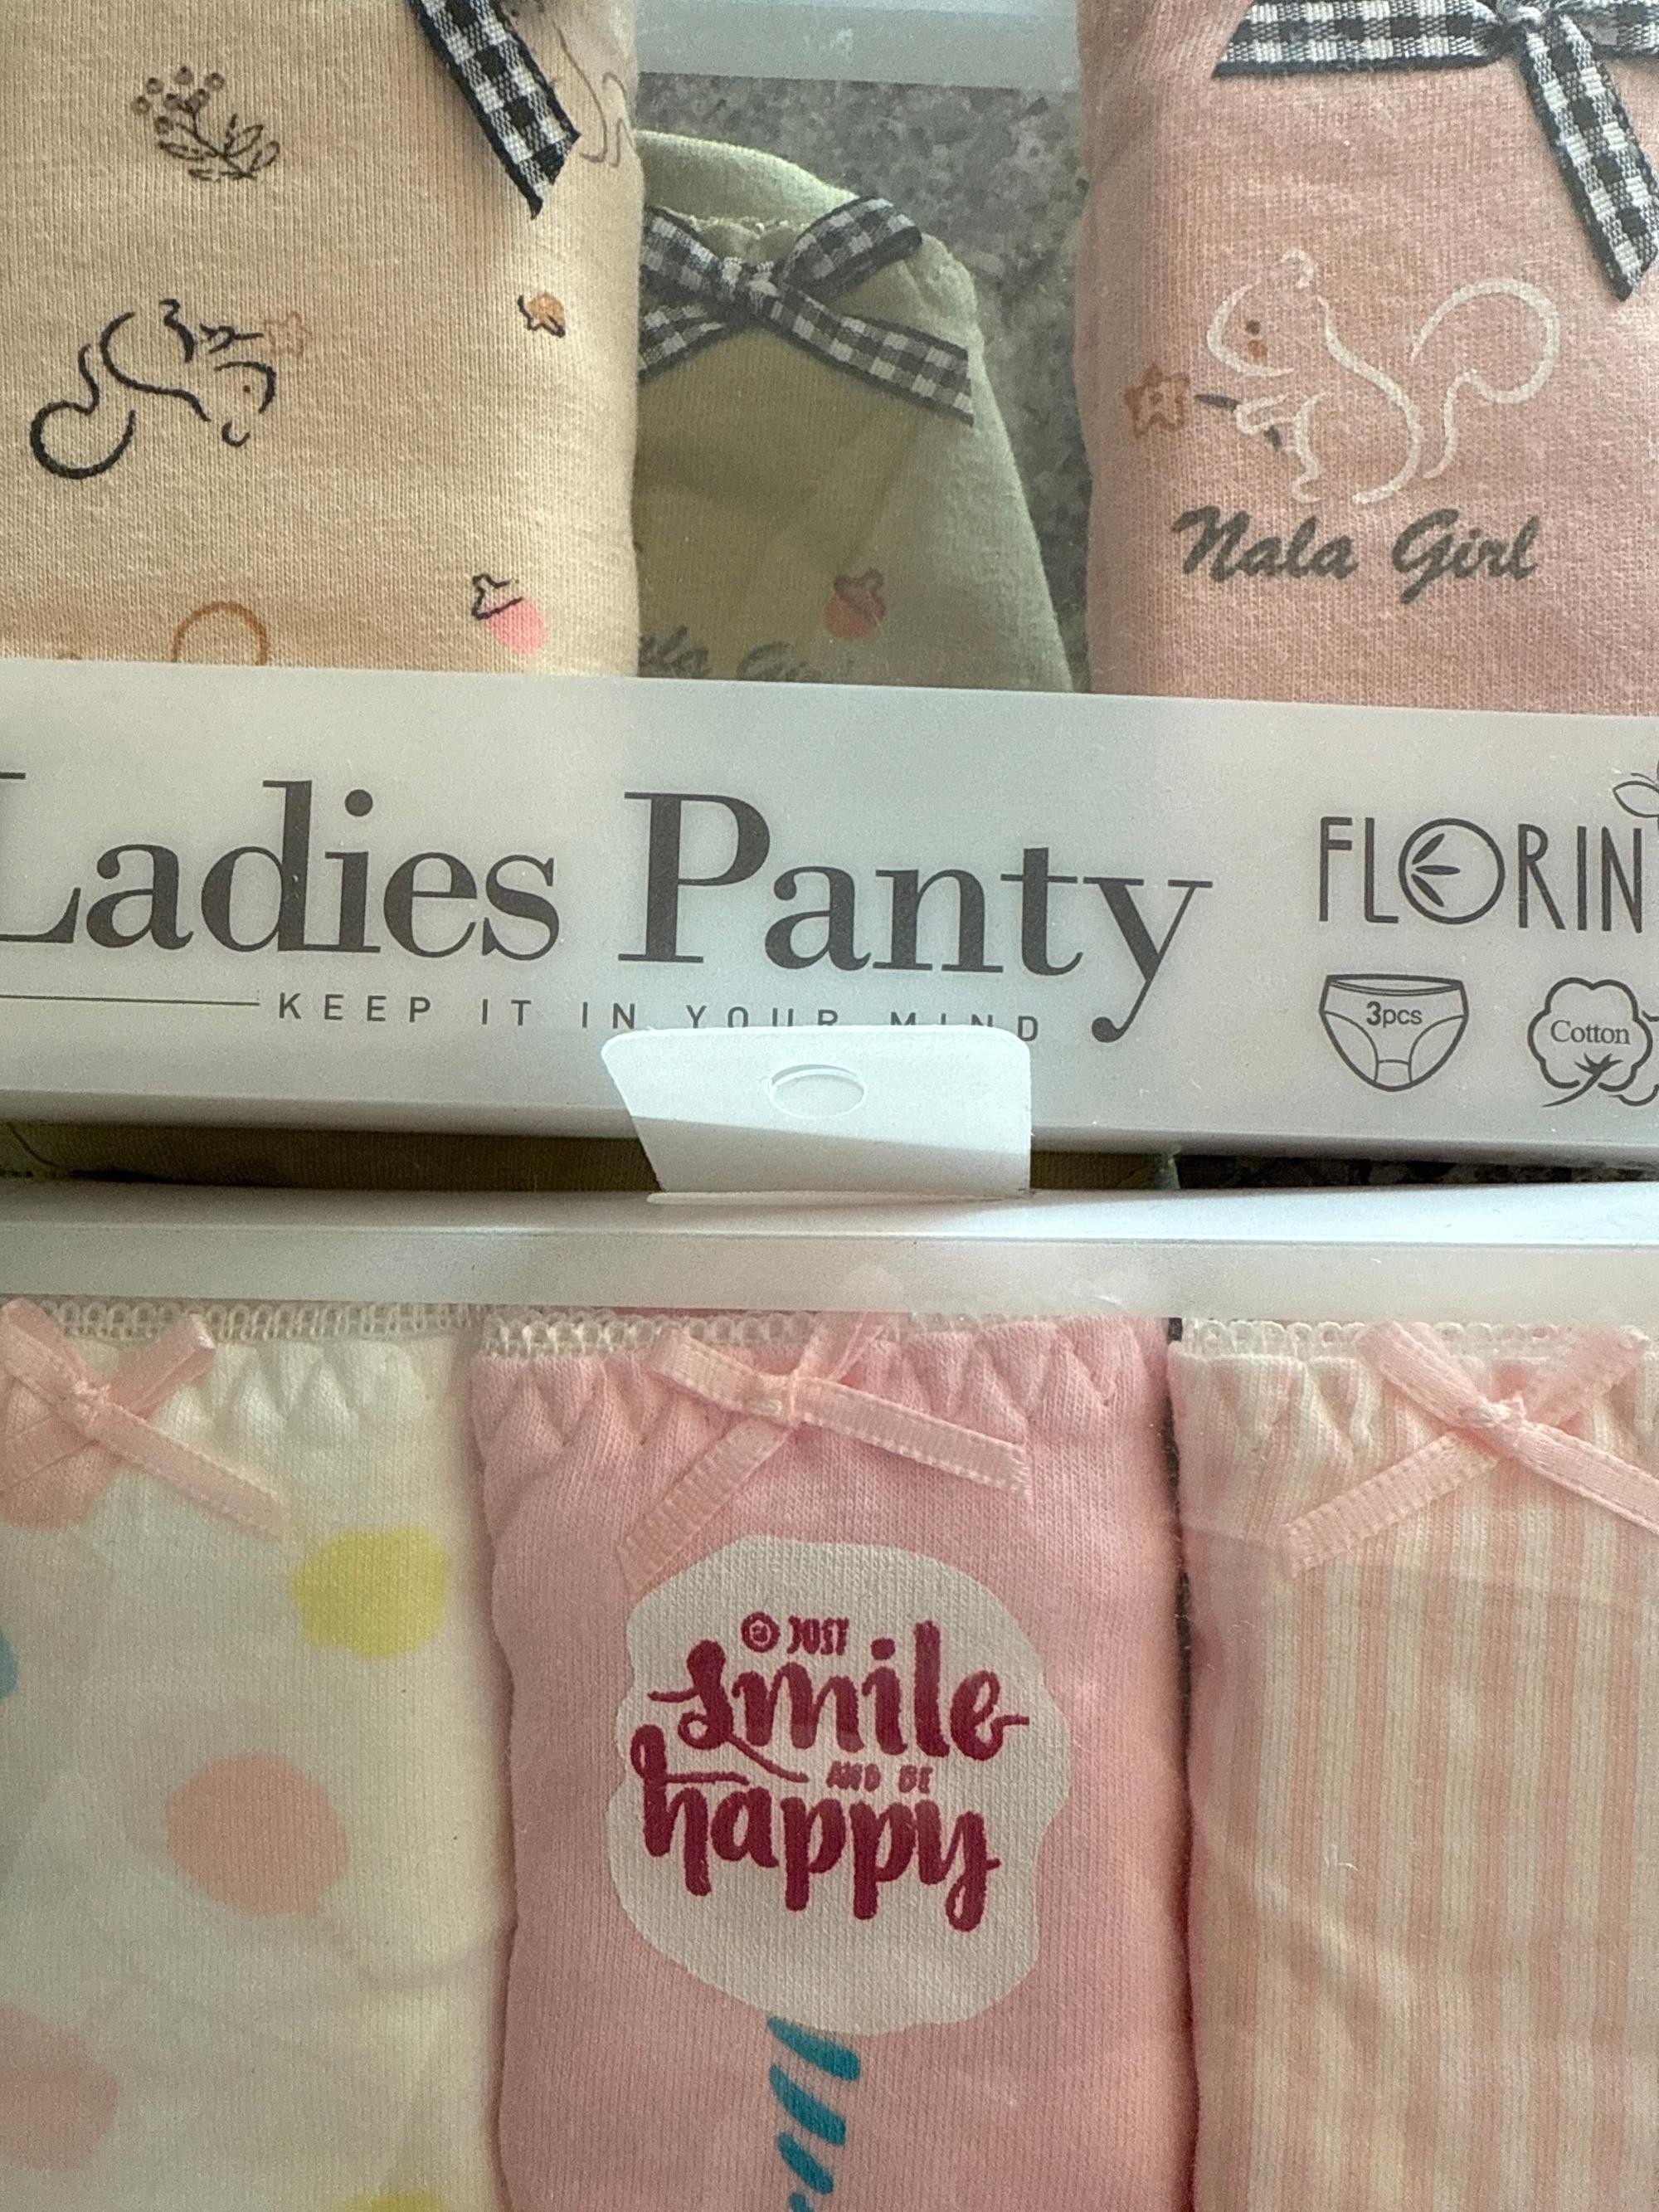 Nala Girl
Ladies Panty
FLORIN
KEEP IT IN YOUR MIND
3pcs
Cotton
JUST
smile
AND BE
happy